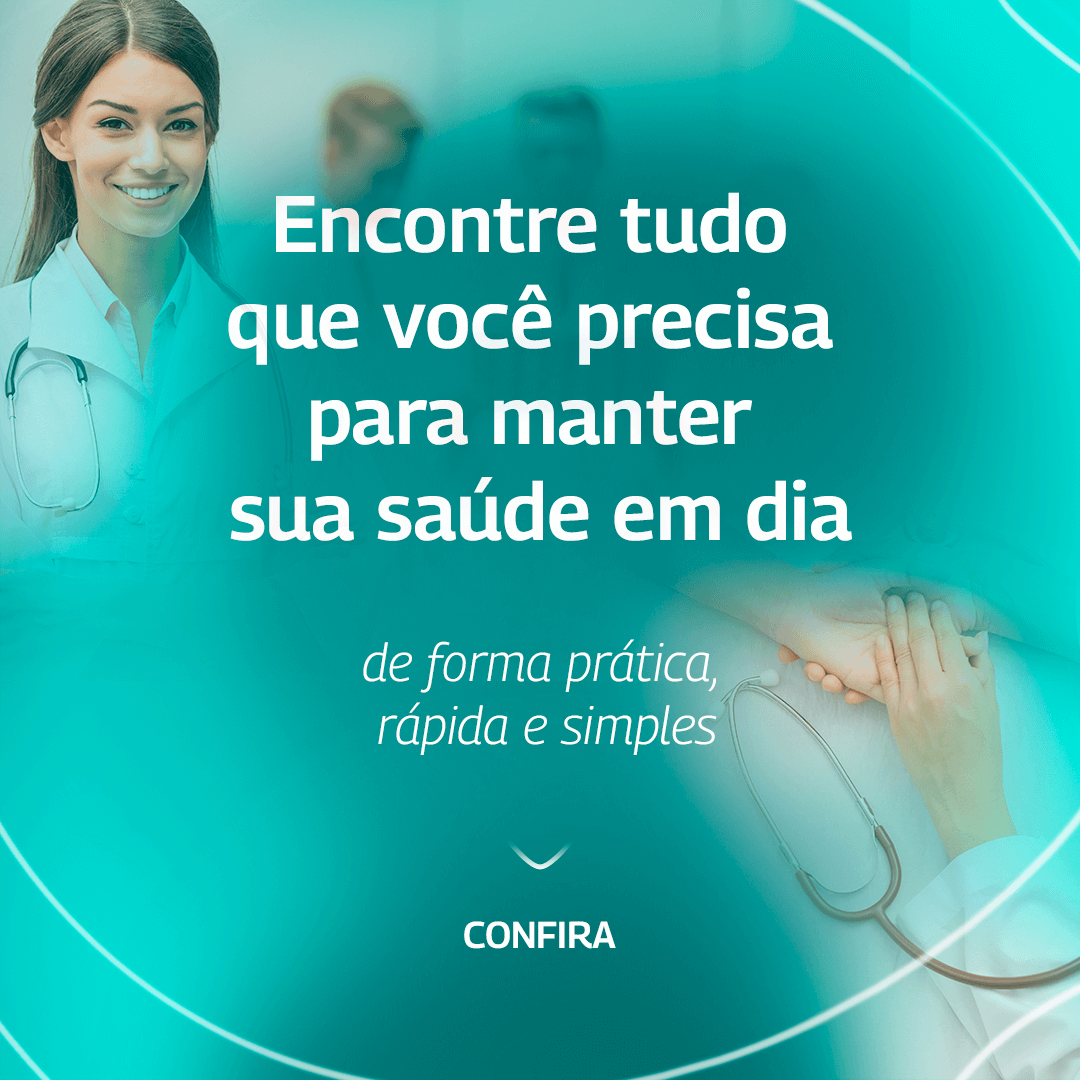 Encontre tudo
que você precisa
para manter
sua saúde em dia
de forma prática,
rápida e simples
CONFIRA